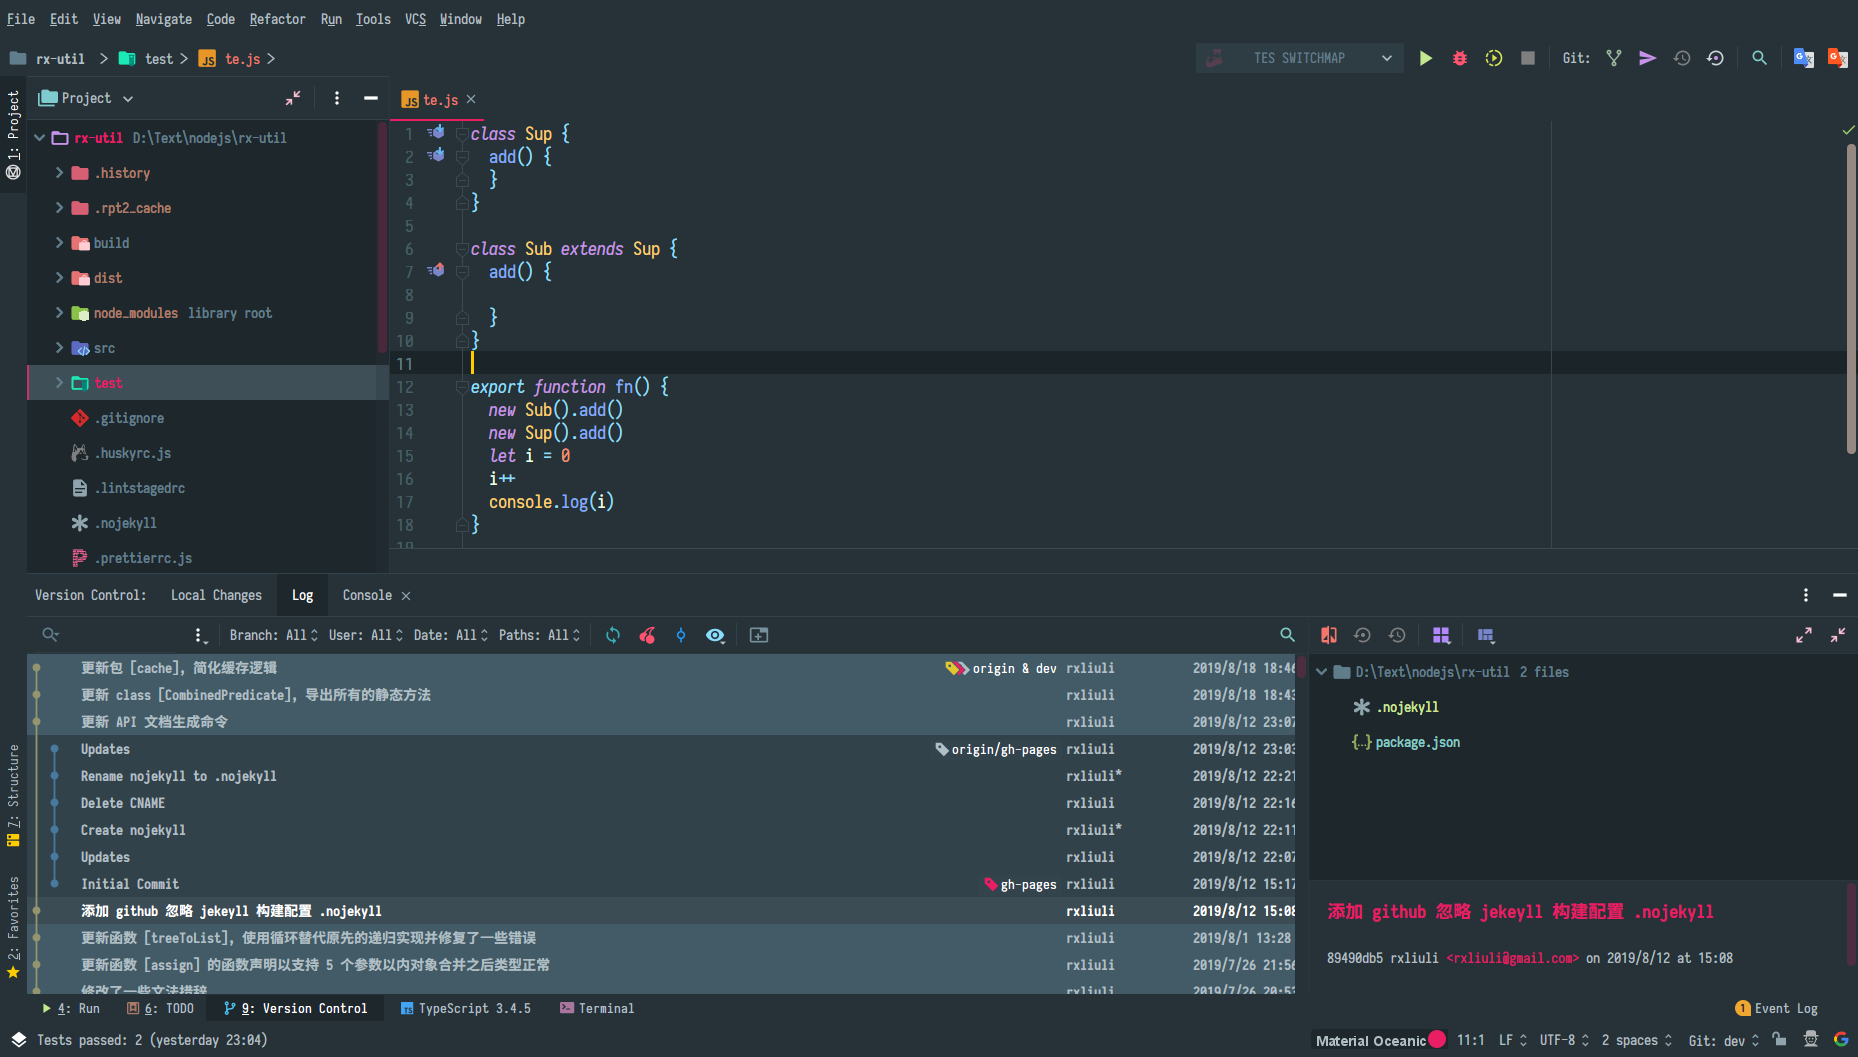 File Edit View Navigate Code Refactor Run Tools VCS Window Help
rx-util test te.js
TES SWITCHMAP Git:
1: Project
Project
te.js
rx-util D:\Text\nodejs\rx-util
.history
.rpt2_cache
build
dist
node_modules library root
src
test
.gitignore
.huskyrc.js
.lintstagedrc
.nojekyll
.prettierrc.js
1 class Sup {
2 add() {
3 }
4 }
5
6 class Sub extends Sup {
7 add() {
8
9 }
10 }
11
12 export function fn() {
13 new Sub().add()
14 new Sup().add()
15 let i = 0
16 i++
17 console.log(i)
18 }
19
Version Control: Local Changes Log Console
Branch: All User: All Date: All Paths: All
更新包 [cache], 简化缓存逻辑 origin & dev rxliuli 2019/8/18 18:46
更新 class [CombinedPredicate], 导出所有的静态方法 rxliuli 2019/8/18 18:43
更新 API 文档生成命令 rxliuli 2019/8/12 23:07
Updates origin/gh-pages rxliuli 2019/8/12 23:03
Rename nojekyll to .nojekyll rxliuli* 2019/8/12 22:21
Delete CNAME rxliuli 2019/8/12 22:16
Create nojekyll rxliuli* 2019/8/12 22:11
Updates rxliuli 2019/8/12 22:07
Initial Commit gh-pages rxliuli 2019/8/12 15:17
添加 github 忽略 jekeyll 构建配置 .nojekyll rxliuli 2019/8/12 15:08
更新函数 [treeToList], 使用循环替代原先的递归实现并修复了一些错误 rxliuli 2019/8/1 13:28
更新函数 [assign] 的函数声明以支持 5 个参数以内对象合并之后类型正常 rxliuli 2019/7/26 21:56
修改了一些文法措辞 rxliuli 2019/7/26 20:57
D:\Text\nodejs\rx-util 2 files
.nojekyll
package.json
添加 github 忽略 jekeyll 构建配置 .nojekyll
89490db5 rxliuli <rxliuli@gmail.com> on 2019/8/12 at 15:08
7: Structure
2: Favorites
4: Run 6: TODO 9: Version Control TypeScript 3.4.5 Terminal 1 Event Log
Tests passed: 2 (yesterday 23:04) Material Oceanic 11:1 LF UTF-8 2 spaces Git: dev